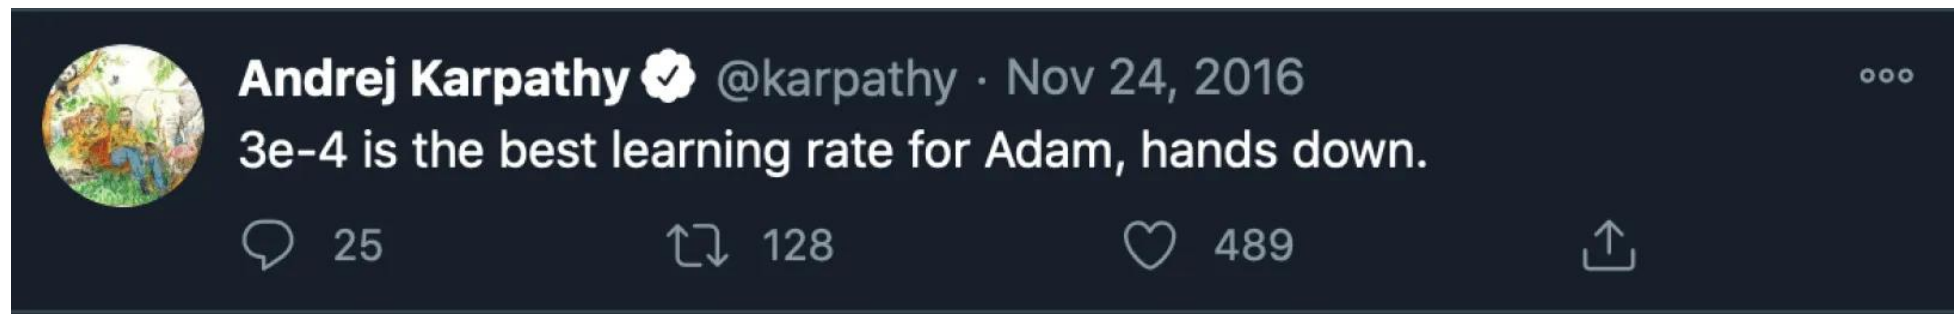 Andrej Karpathy @karpathy · Nov 24, 2016
3e-4 is the best learning rate for Adam, hands down.
25 128 489